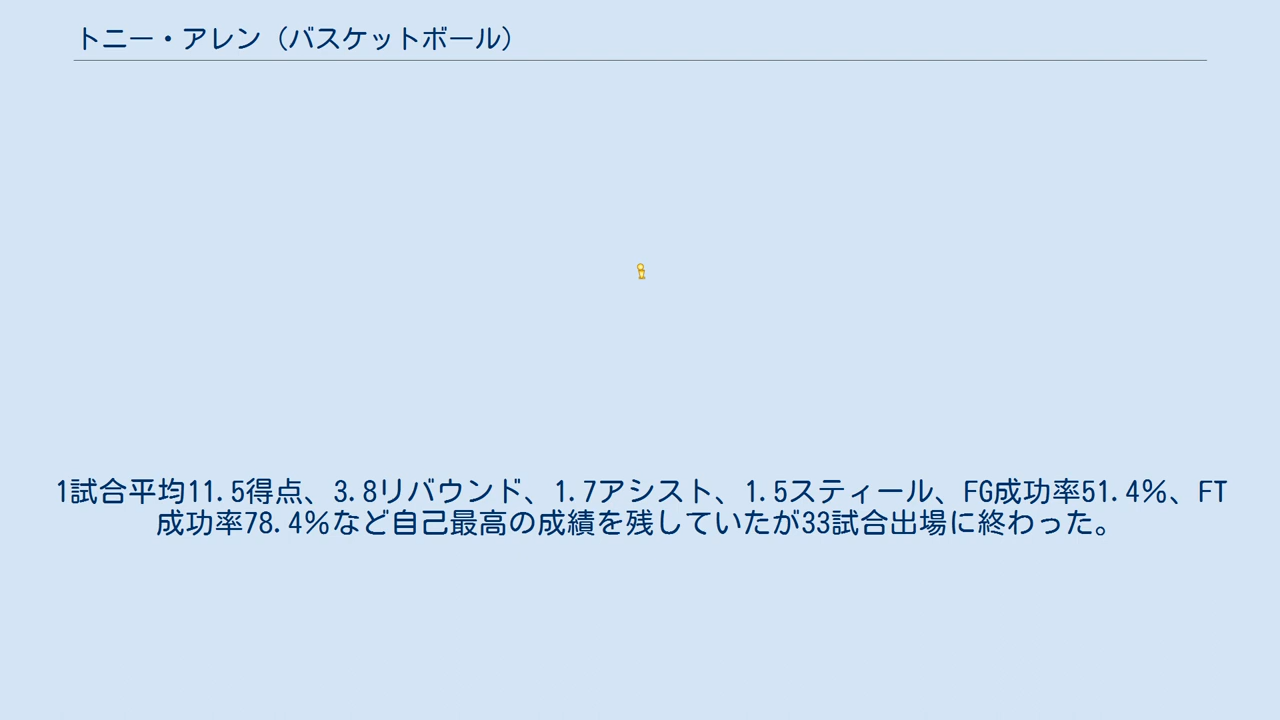 トニー・アレン（バスケットボール）
1試合平均11.5得点、3.8リバウンド、1.7アシスト、1.5スティール、FG成功率51.4％、FT
成功率78.4％など自己最高の成績を残していたが33試合出場に終わった。